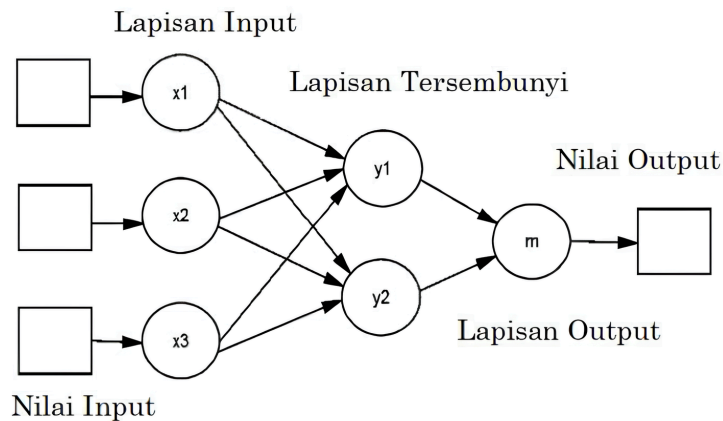 Lapisan Input
Lapisan Tersembunyi
x1
y1
Nilai Output
x2
m
y2
x3
Lapisan Output
Nilai Input